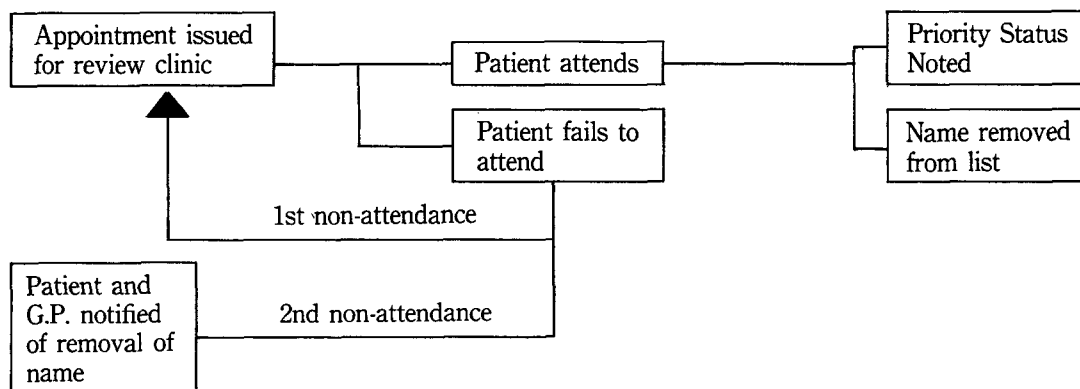 Appointment issued
for review clinic
Patient attends
Priority Status
Noted
Patient fails to
attend
Name removed
from list
1st non-attendance
2nd non-attendance
Patient and
G.P. notified
of removal of
name